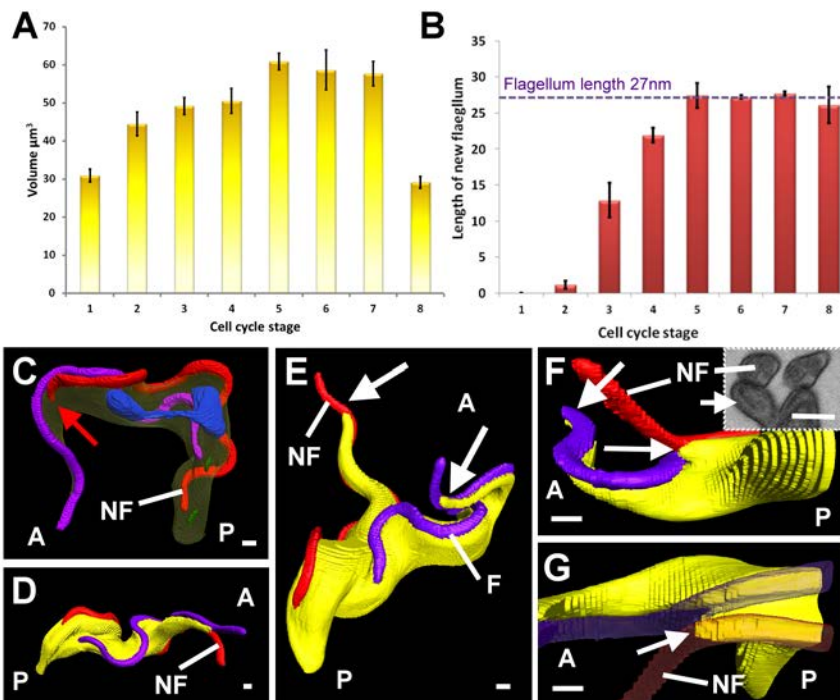 A
Volume µm³
70
60
50
40
30
20
10
0
1 2 3 4 5 6 7 8
Cell cycle stage
B
Length of new flaegllum
35
30
25
20
15
10
5
0
Flagellum length 27nm
1 2 3 4 5 6 7 8
Cell cycle stage
C
NF
A
P
D
A
NF
P
E
A
NF
F
P
F
NF
A
P
G
A
NF
P